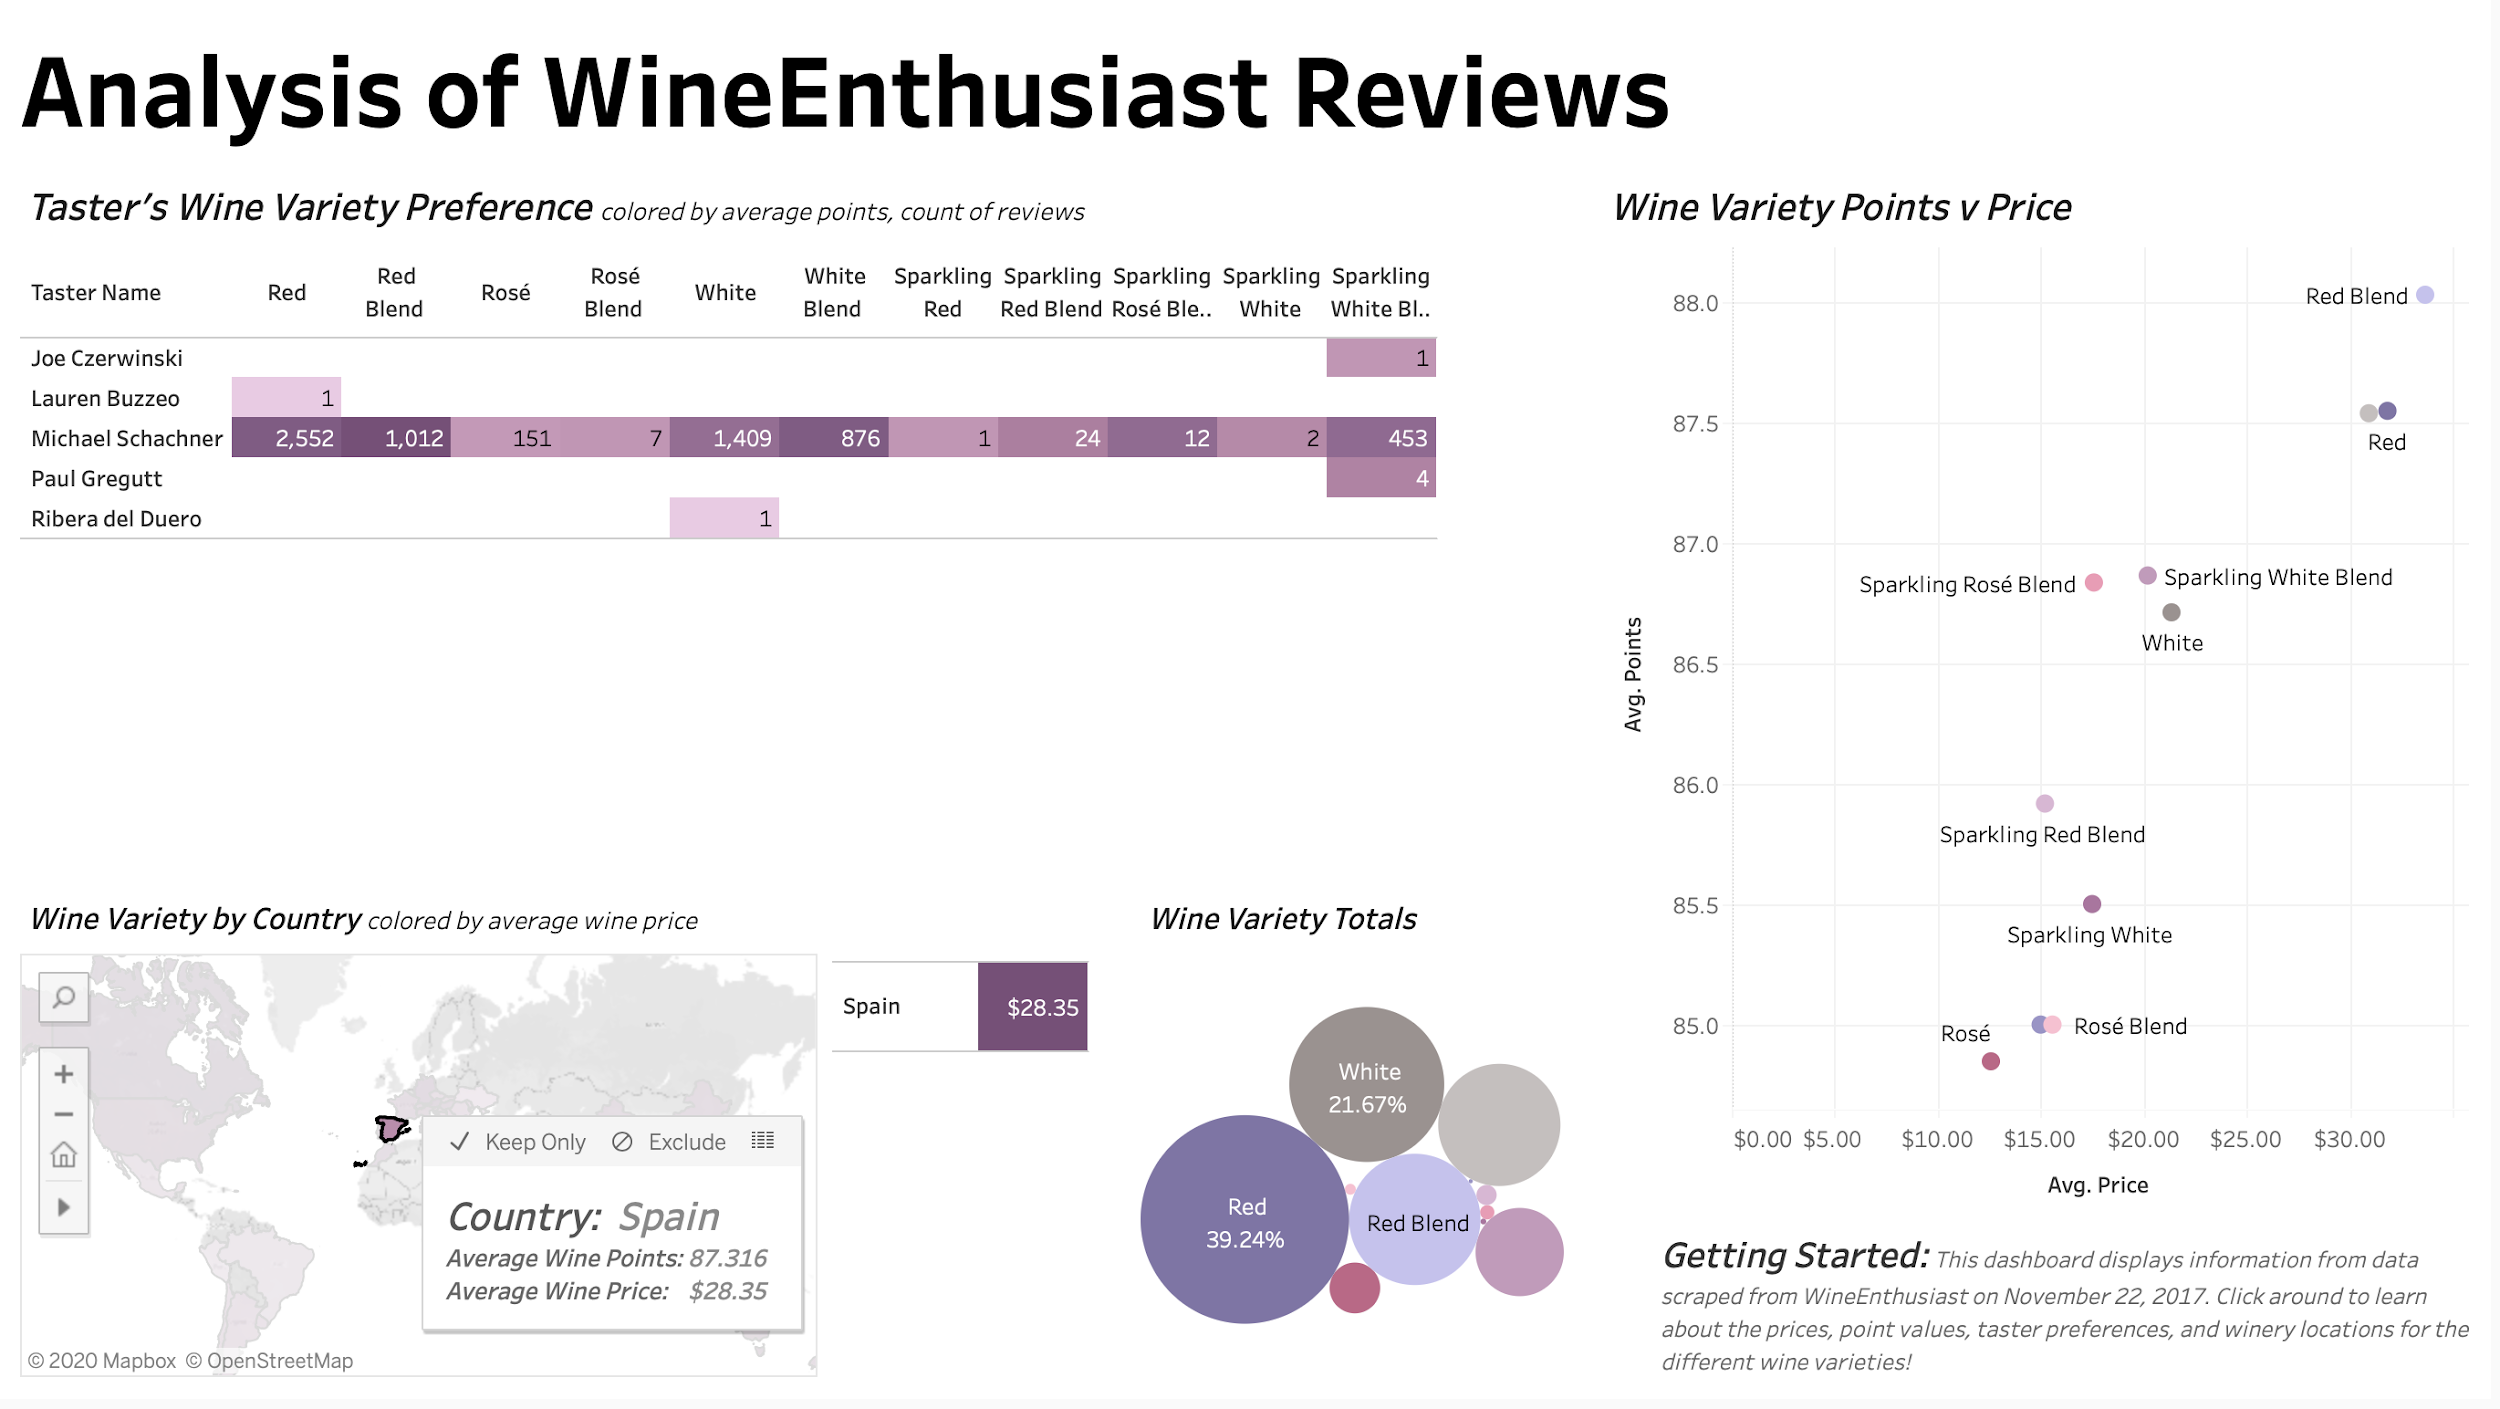 Analysis of WineEnthusiast Reviews
Taster’s Wine Variety Preference colored by average points, count of reviews
Taster Name Red Red Blend Rosé Rosé Blend White White Blend Sparkling Red Sparkling Red Blend Sparkling Rosé Ble.. Sparkling White Sparkling White Bl..
Joe Czerwinski 1
Lauren Buzzeo 1
Michael Schachner 2,552 1,012 151 7 1,409 876 1 24 12 2 453
Paul Gregutt 4
Ribera del Duero 1
Wine Variety Points v Price
Avg. Points
88.0
87.5
87.0
86.5
86.0
85.5
85.0
Red Blend
Red
Sparkling Rosé Blend
Sparkling White Blend
White
Sparkling Red Blend
Sparkling White
Rosé
Rosé Blend
$0.00 $5.00 $10.00 $15.00 $20.00 $25.00 $30.00
Avg. Price
Wine Variety by Country colored by average wine price
Keep Only Exclude
Country: Spain
Average Wine Points: 87.316
Average Wine Price: $28.35
© 2020 Mapbox © OpenStreetMap
Spain $28.35
Wine Variety Totals
White
21.67%
Red
39.24%
Red Blend
Getting Started: This dashboard displays information from data
scraped from WineEnthusiast on November 22, 2017. Click around to learn
about the prices, point values, taster preferences, and winery locations for the
different wine varieties!